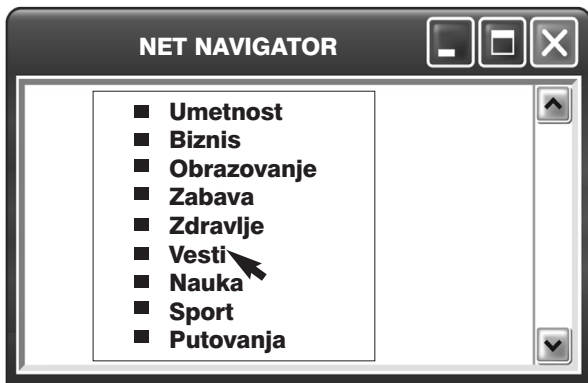 NET NAVIGATOR
Umetnost
Biznis
Obrazovanje
Zabava
Zdravlje
Vesti
Nauka
Sport
Putovanja